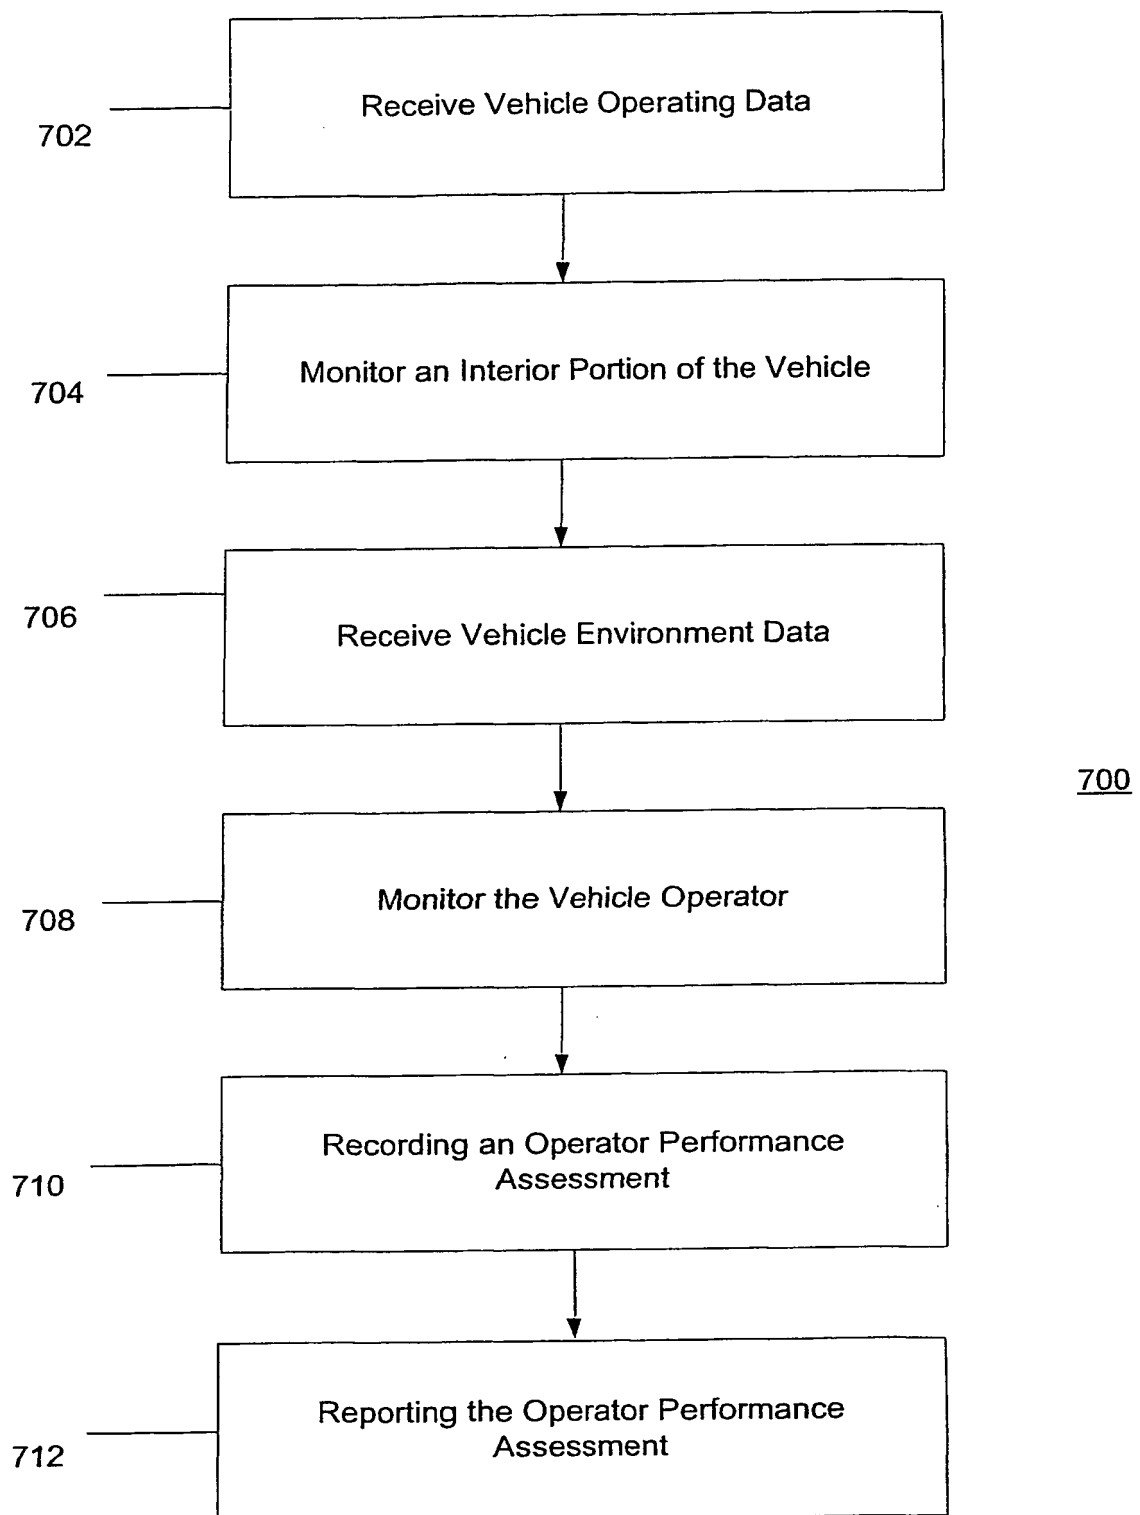 Receive Vehicle Operating Data
702
Monitor an Interior Portion of the Vehicle
704
Receive Vehicle Environment Data
706
700
Monitor the Vehicle Operator
708
Recording an Operator Performance
Assessment
710
Reporting the Operator Performance
Assessment
712